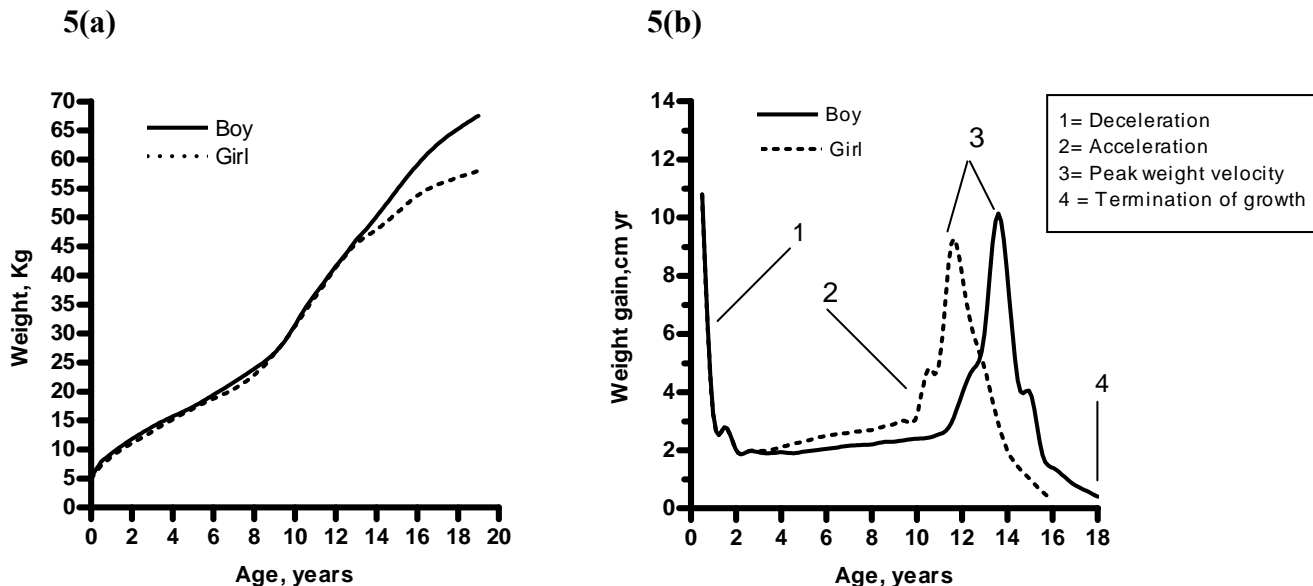 5(a)
70
65
60
55
50
45
40
35
30
25
20
15
10
5
0
Weight, Kg
Boy
Girl
0 2 4 6 8 10 12 14 16 18 20
Age, years
5(b)
14
12
10
8
6
4
2
0
Weight gain,cm yr
Boy
Girl
1
2
3
4
0 2 4 6 8 10 12 14 16 18
Age, years
1= Deceleration
2= Acceleration
3= Peak weight velocity
4 = Termination of growth